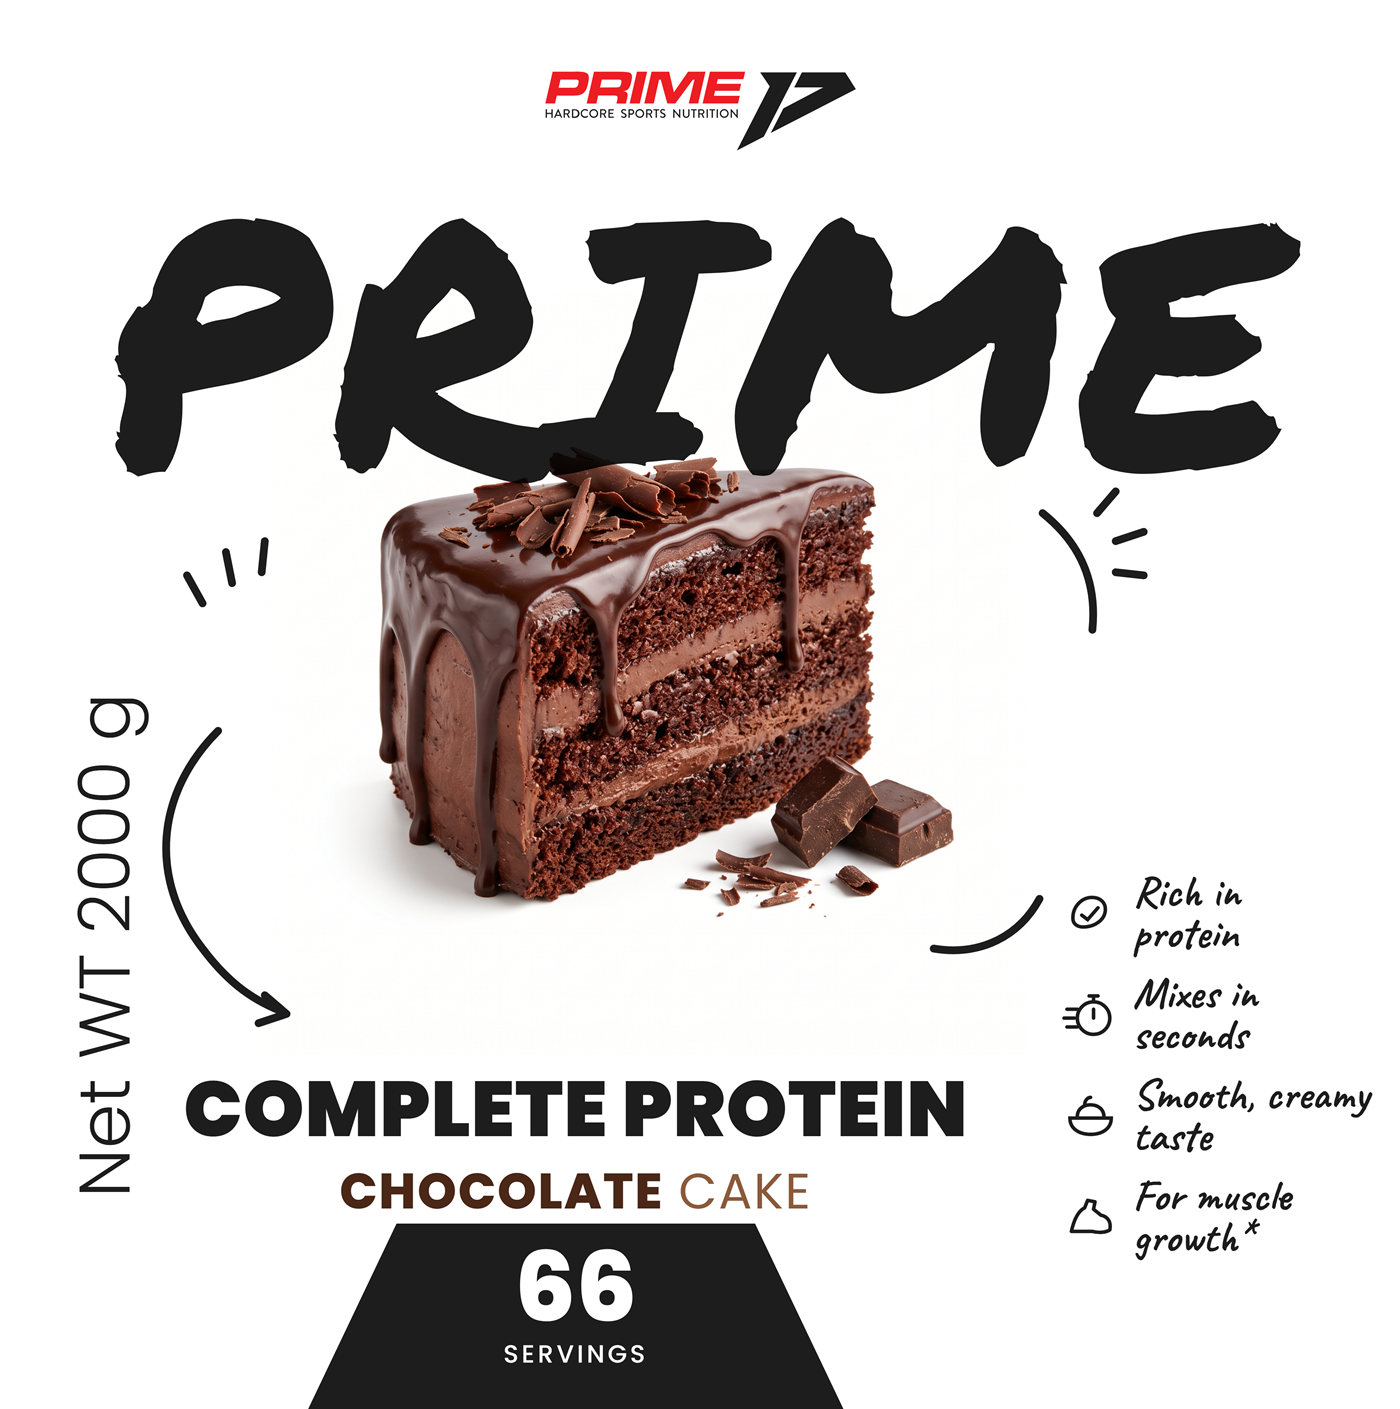 PRIME
HARDCORE SPORTS NUTRITION
PRIME
Net WT 2000 g
Rich in
protein
Mixes in
seconds
Smooth, creamy
taste
For muscle
growth*
COMPLETE PROTEIN
CHOCOLATE CAKE
66
SERVINGS